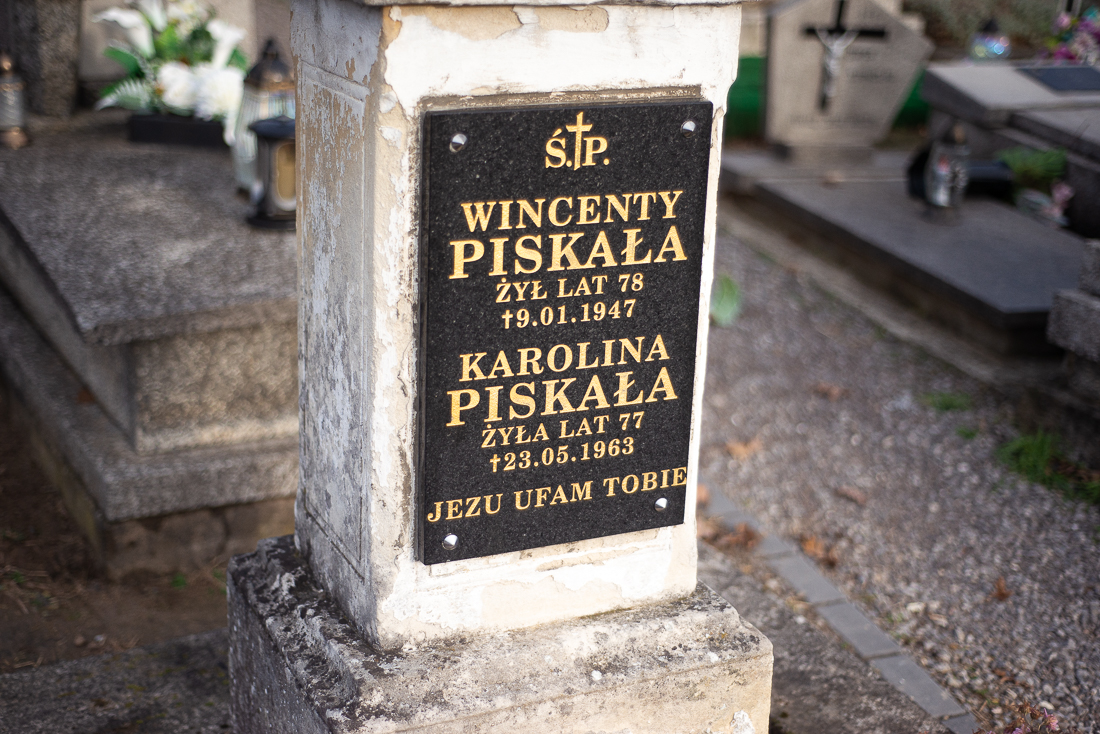 Ś.†P.
WINCENTY
PISKAŁA
ŻYŁ LAT 78
†9.01.1947
KAROLINA
PISKAŁA
ŻYŁA LAT 77
†23.05.1963
JEZU UFAM TOBIE